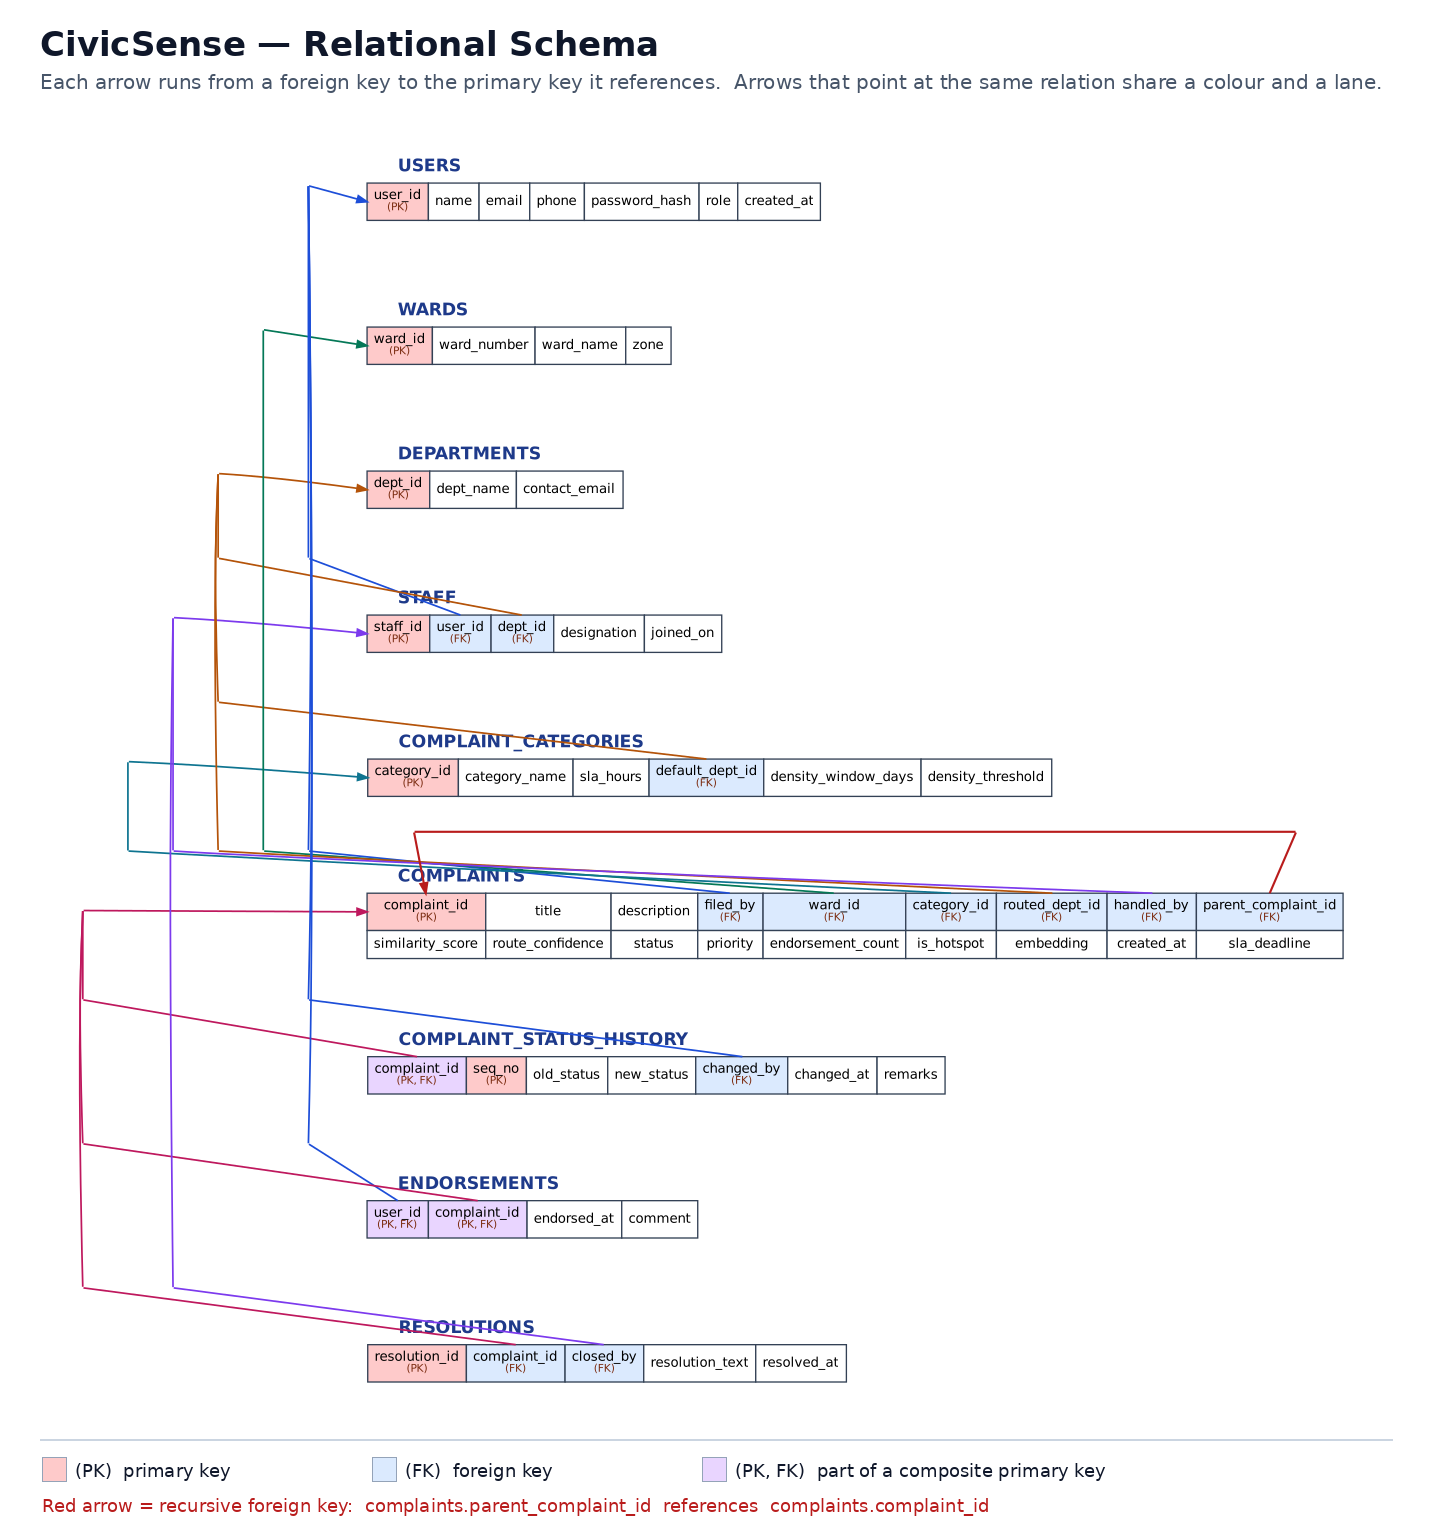 CivicSense — Relational Schema
Each arrow runs from a foreign key to the primary key it references.  Arrows that point at the same relation share a colour and a lane.
USERS
user_id (PK) name email phone password_hash role created_at
WARDS
ward_id (PK) ward_number ward_name zone
DEPARTMENTS
dept_id (PK) dept_name contact_email
STAFF
staff_id (PK) user_id (FK) dept_id (FK) designation joined_on
COMPLAINT_CATEGORIES
category_id (PK) category_name sla_hours default_dept_id (FK) density_window_days density_threshold
COMPLAINTS
complaint_id (PK) title description filed_by (FK) ward_id (FK) category_id (FK) routed_dept_id (FK) handled_by (FK) parent_complaint_id (FK)
similarity_score route_confidence status priority endorsement_count is_hotspot embedding created_at sla_deadline
COMPLAINT_STATUS_HISTORY
complaint_id (PK, FK) seq_no (PK) old_status new_status changed_by (FK) changed_at remarks
ENDORSEMENTS
user_id (PK, FK) complaint_id (PK, FK) endorsed_at comment
RESOLUTIONS
resolution_id (PK) complaint_id (FK) closed_by (FK) resolution_text resolved_at
(PK)  primary key (FK)  foreign key (PK, FK)  part of a composite primary key
Red arrow = recursive foreign key:  complaints.parent_complaint_id  references  complaints.complaint_id